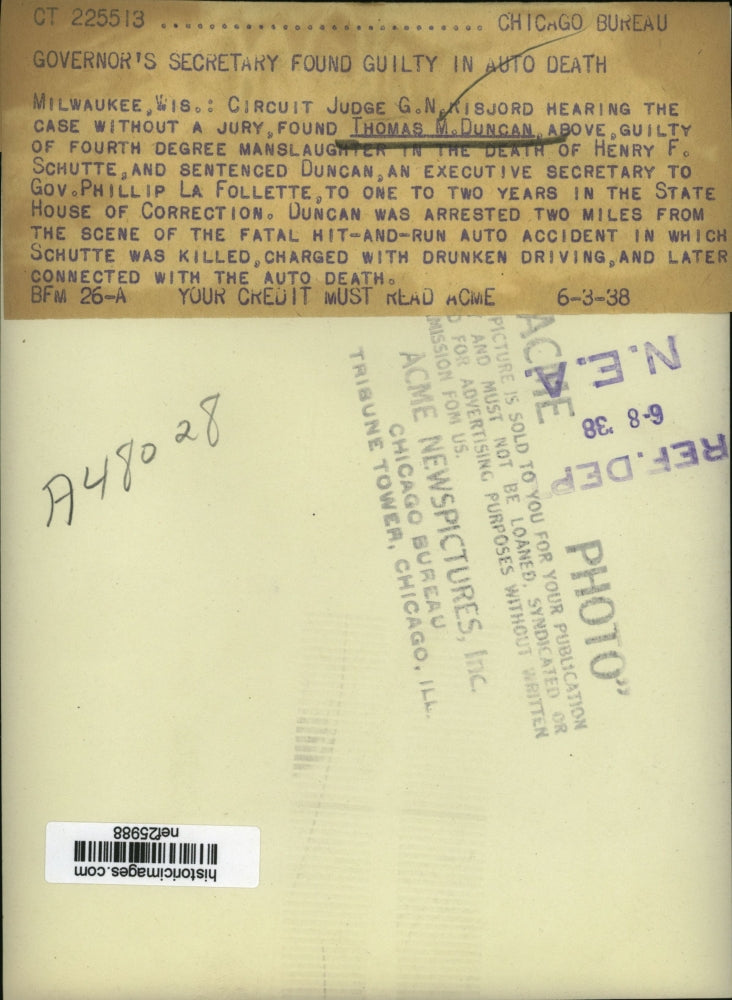 CT 225513 .............................. CHICAGO BUREAU
GOVERNOR'S SECRETARY FOUND GUILTY IN AUTO DEATH
MILWAUKEE, WIS.: CIRCUIT JUDGE G.N. RISJORD HEARING THE
CASE WITHOUT A JURY, FOUND THOMAS M. DUNCAN, ABOVE, GUILTY
OF FOURTH DEGREE MANSLAUGHTER IN THE DEATH OF HENRY F.
SCHUTTE, AND SENTENCED DUNCAN, AN EXECUTIVE SECRETARY TO
GOV. PHILLIP LA FOLLETTE, TO ONE TO TWO YEARS IN THE STATE
HOUSE OF CORRECTION. DUNCAN WAS ARRESTED TWO MILES FROM
THE SCENE OF THE FATAL HIT-AND-RUN AUTO ACCIDENT IN WHICH
SCHUTTE WAS KILLED, CHARGED WITH DRUNKEN DRIVING, AND LATER
CONNECTED WITH THE AUTO DEATH.
BFM 26-A YOUR CREDIT MUST READ ACME 6-3-38
N.E.A.
6-8-38
REF.DEP
ACME PHOTO"
PICTURE IS SOLD TO YOU FOR YOUR PUBLICATION
AND MUST NOT BE LOANED, SYNDICATED OR
FOR ADVERTISING PURPOSES WITHOUT WRITTEN
MISSION FOM US.
ACME NEWSPICTURES, Inc.
CHICAGO BUREAU
TRIBUNE TOWER, CHICAGO, ILL.
A48028
historicimages.com
nef25988